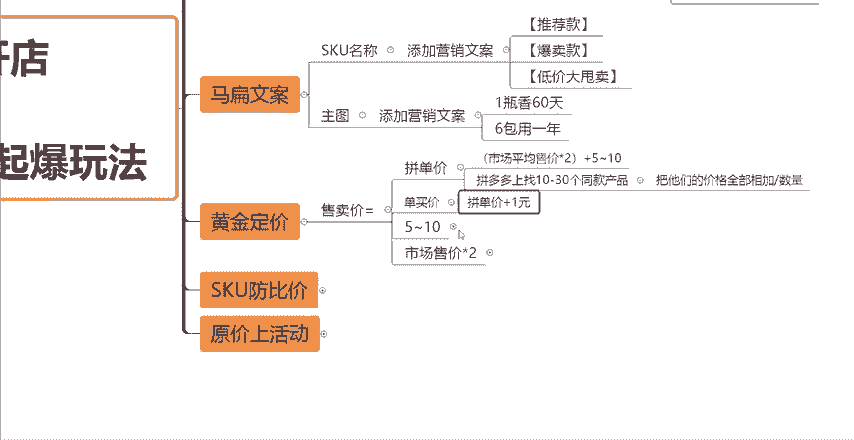 开店
起爆玩法
马扁文案
SKU名称
添加营销文案
【推荐款】
【爆卖款】
【低价大甩卖】
主图
添加营销文案
1瓶香60天
6包用一年
黄金定价
售卖价=
拼单价
(市场平均售价*2)+5~10
拼多多上找10-30个同款产品
把他们的价格全部相加/数量
单买价
拼单价+1元
5~10
市场售价*2
SKU防比价
原价上活动